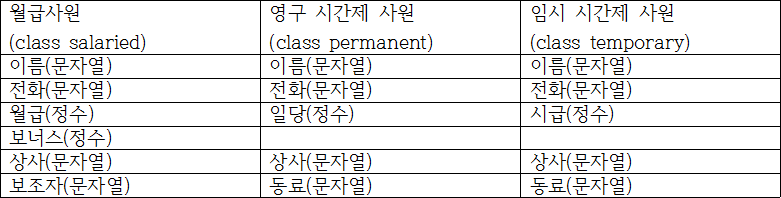 월급사원 영구 시간제 사원 임시 시간제 사원
(class salaried) (class permanent) (class temporary)
이름(문자열) 이름(문자열) 이름(문자열)
전화(문자열) 전화(문자열) 전화(문자열)
월급(정수) 일당(정수) 시급(정수)
보너스(정수)
상사(문자열) 상사(문자열) 상사(문자열)
보조자(문자열) 동료(문자열) 동료(문자열)